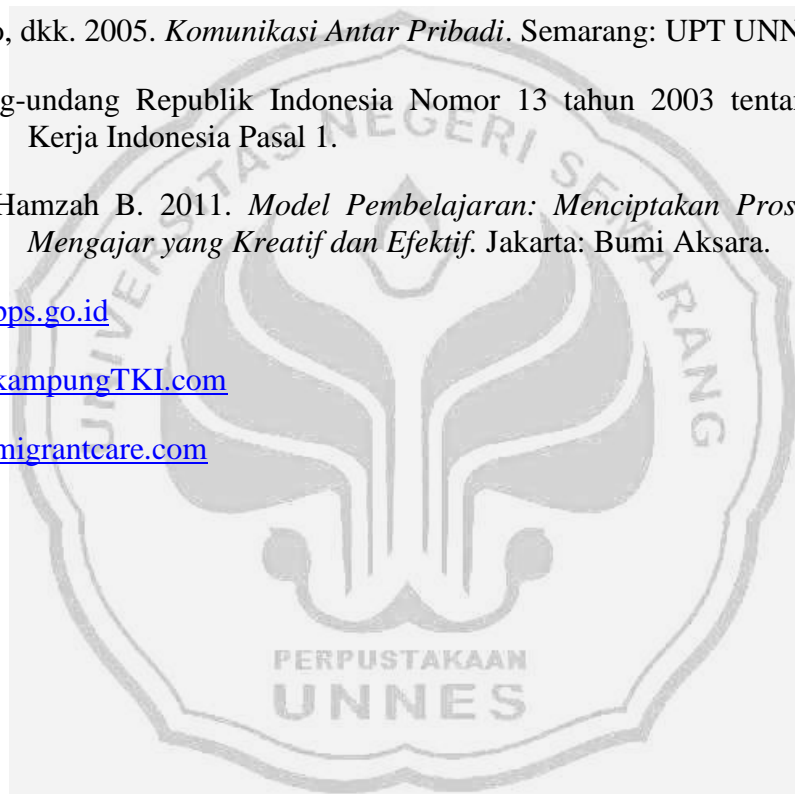 , dkk. 2005. Komunikasi Antar Pribadi. Semarang: UPT UNN
g-undang Republik Indonesia Nomor 13 tahun 2003 tenta
Kerja Indonesia Pasal 1.
Hamzah B. 2011. Model Pembelajaran: Menciptakan Pros
Mengajar yang Kreatif dan Efektif. Jakarta: Bumi Aksara.
bps.go.id
kampungTKI.com
migrantcare.com
UNIVERSITAS NEGERI SEMARANG
PERPUSTAKAAN
UNNES